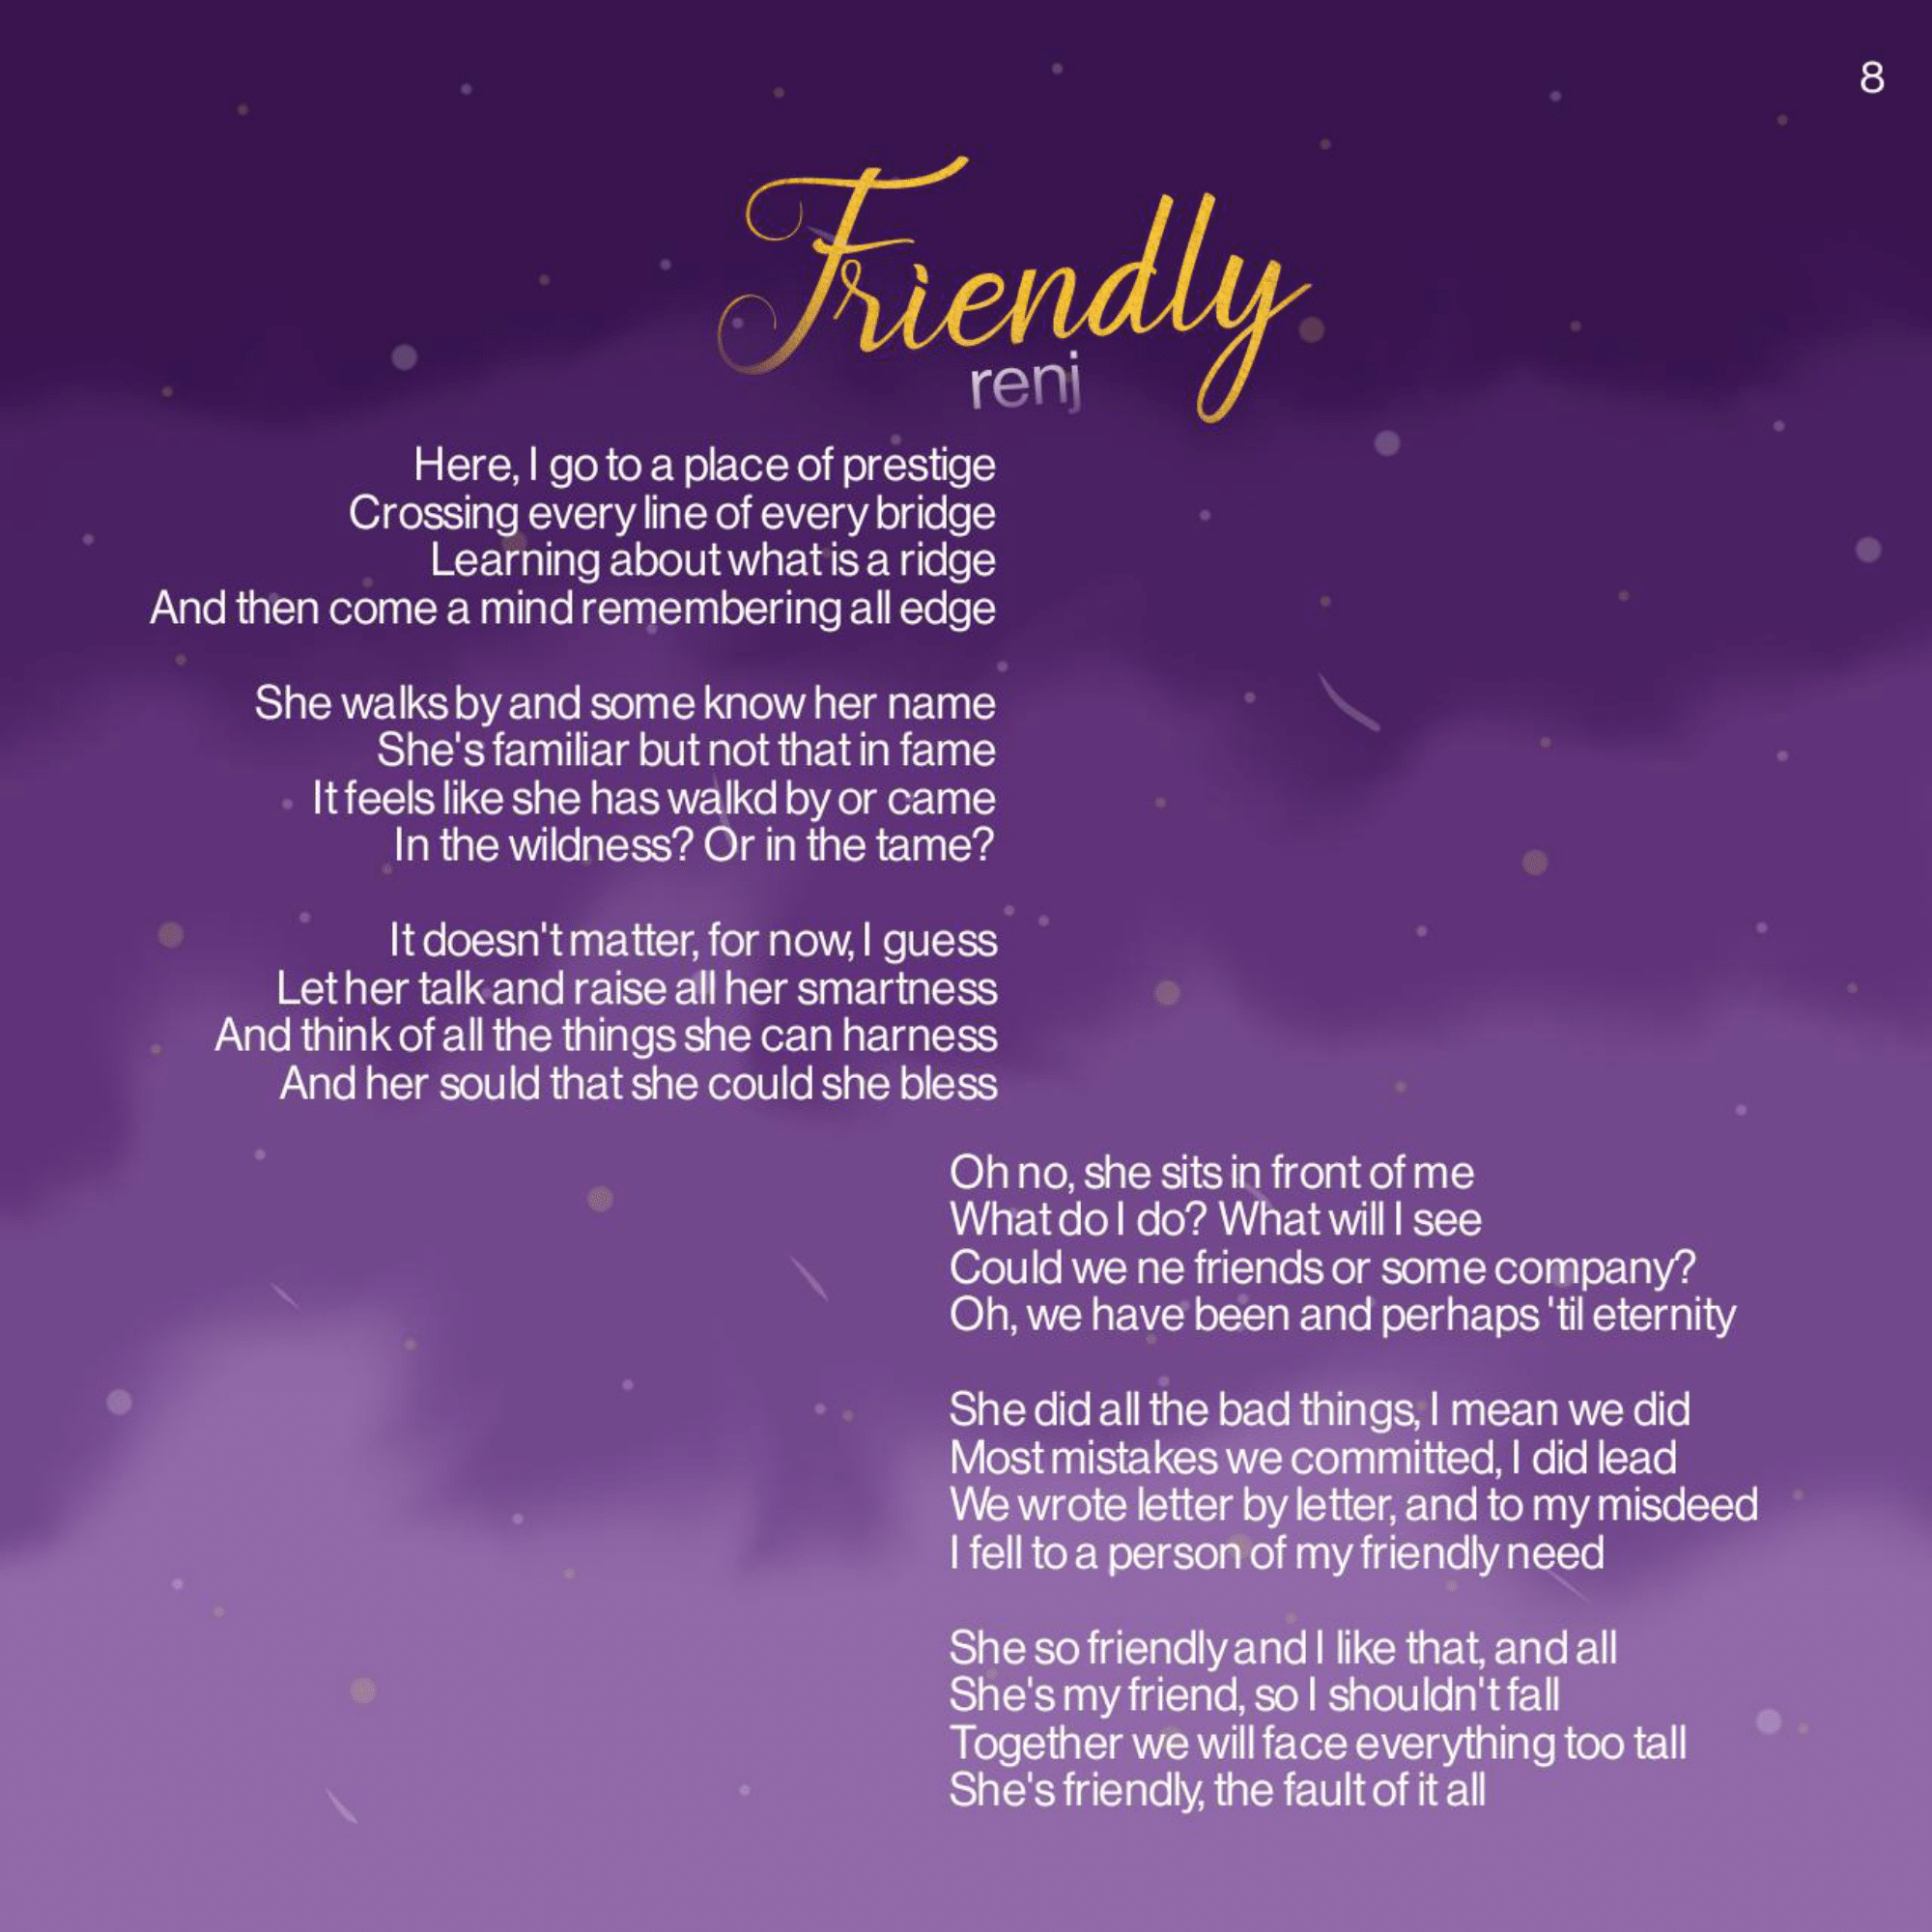 8
Friendly
renj
Here, I go to a place of prestige
Crossing every line of every bridge
Learning about what is a ridge
And then come a mind remembering all edge
She walks by and some know her name
She's familiar but not that in fame
It feels like she has walkd by or came
In the wildness? Or in the tame?
It doesn't matter, for now, I guess
Let her talk and raise all her smartness
And think of all the things she can harness
And her sould that she could she bless
Oh no, she sits in front of me
What do I do? What will I see
Could we ne friends or some company?
Oh, we have been and perhaps 'til eternity
She did all the bad things, I mean we did
Most mistakes we committed, I did lead
We wrote letter by letter, and to my misdeed
I fell to a person of my friendly need
She so friendly and I like that, and all
She's my friend, so I shouldn't fall
Together we will face everything too tall
She's friendly, the fault of it all